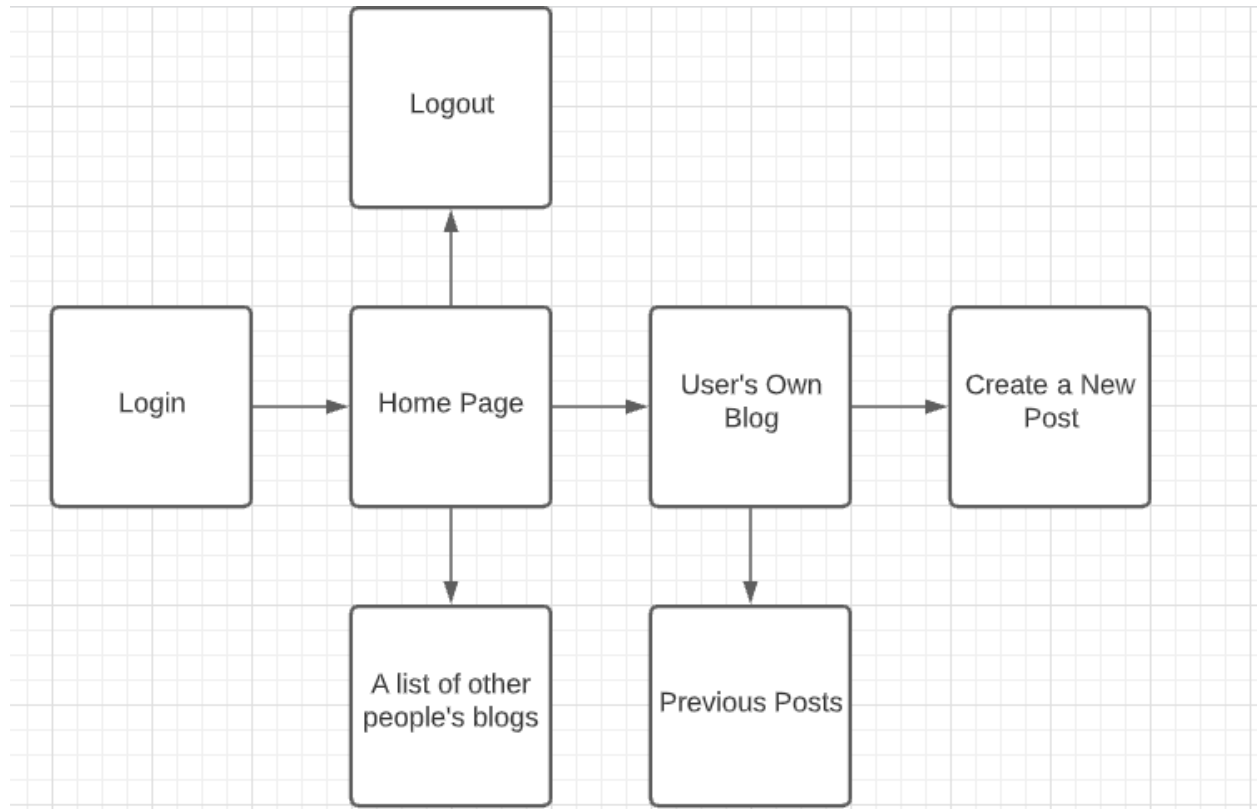 Logout
Login
Home Page
User's Own
Blog
Create a New
Post
A list of other
people's blogs
Previous Posts